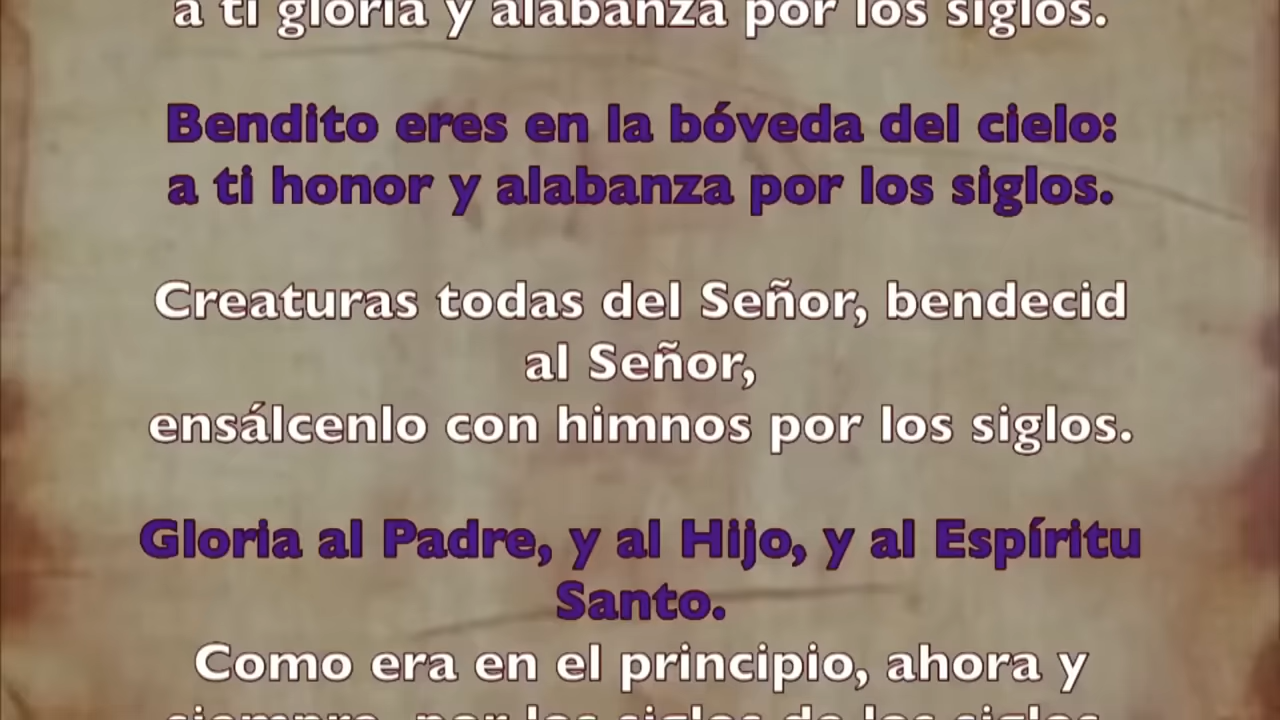 a ti gloria y alabanza por los siglos.
Bendito eres en la bóveda del cielo:
a ti honor y alabanza por los siglos.
Creaturas todas del Señor, bendecid
al Señor,
ensálcenlo con himnos por los siglos.
Gloria al Padre, y al Hijo, y al Espíritu
Santo.
Como era en el principio, ahora y
siempre, por los siglos de los siglos.